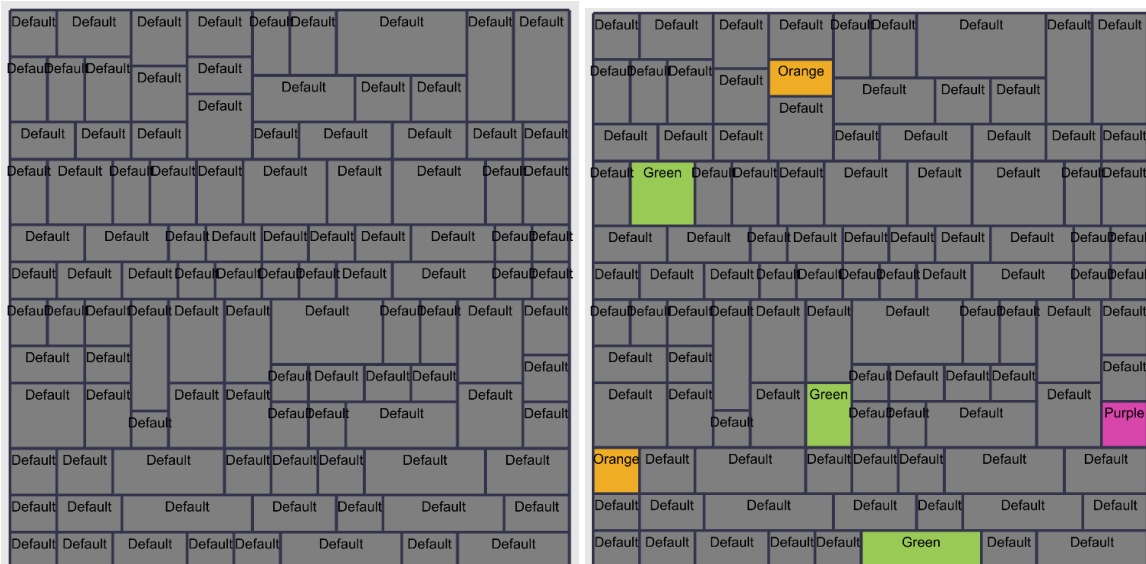 Default Default Default Default Default Default Default Default Default
Default Default Default Default
Default
Default Default Default
Default
Default Default Default Default Default Default Default Default
Default Default Default Default Default Default Default Default Default Default
Default Default Default Default Default Default Default Default Default Default
Default Default Default Default Default Default Default Default Default Default Default
Default Default Default Default Default Default Default Default Default Default Default
Default Default
Default
Default Default Default Default
Default Default Default Default Default
Default Default Default Default
Default
Default Default Default Default Default Default Default Default
Default Default Default Default Default Default Default
Default Default Default Default Default Default Default Default
Default Default Default Default Default Default Default Default Default
Default Default Default Orange
Default
Default Default Default
Default
Default Default Default Default Default Default Default Default
Default Green Default Default Default Default Default Default Default Default
Default Default Default Default Default Default Default Default Default Default
Default Default Default Default Default Default Default Default Default Default Default
Default Default Default Default Default Default Default Default Default Default Default
Default Default
Default
Default Default Default Default
Default Default Default Green Default
Default Default Default Purple
Default
Orange Default Default Default Default Default Default Default
Default Default Default Default Default Default Default
Default Default Default Default Default Green Default Default